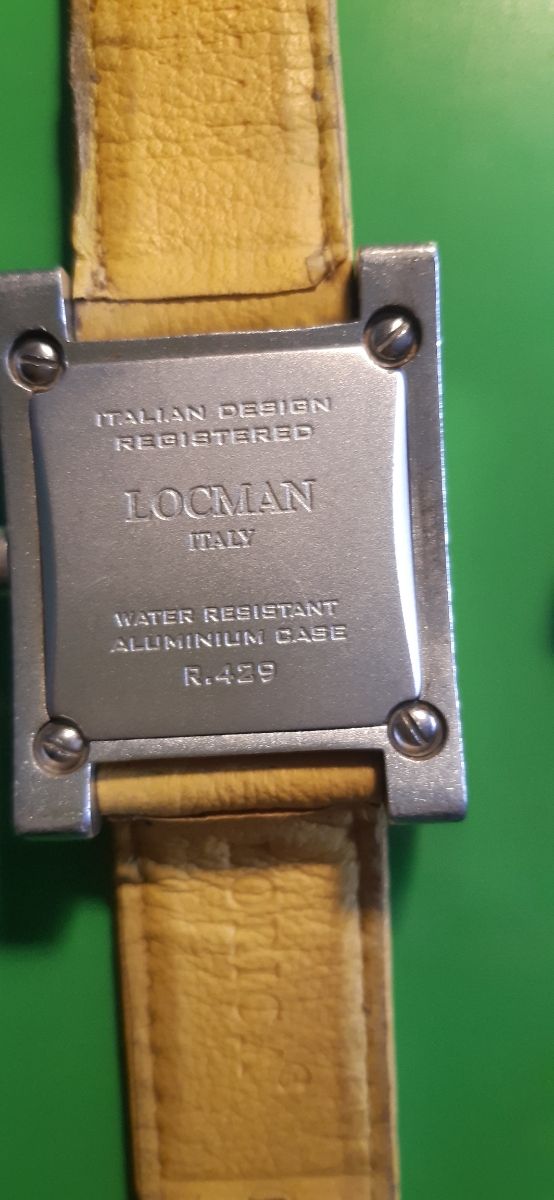 ITALIAN DESIGN
REGISTERED
LOCMAN
ITALY
WATER RESISTANT
ALUMINIUM CASE
R.429